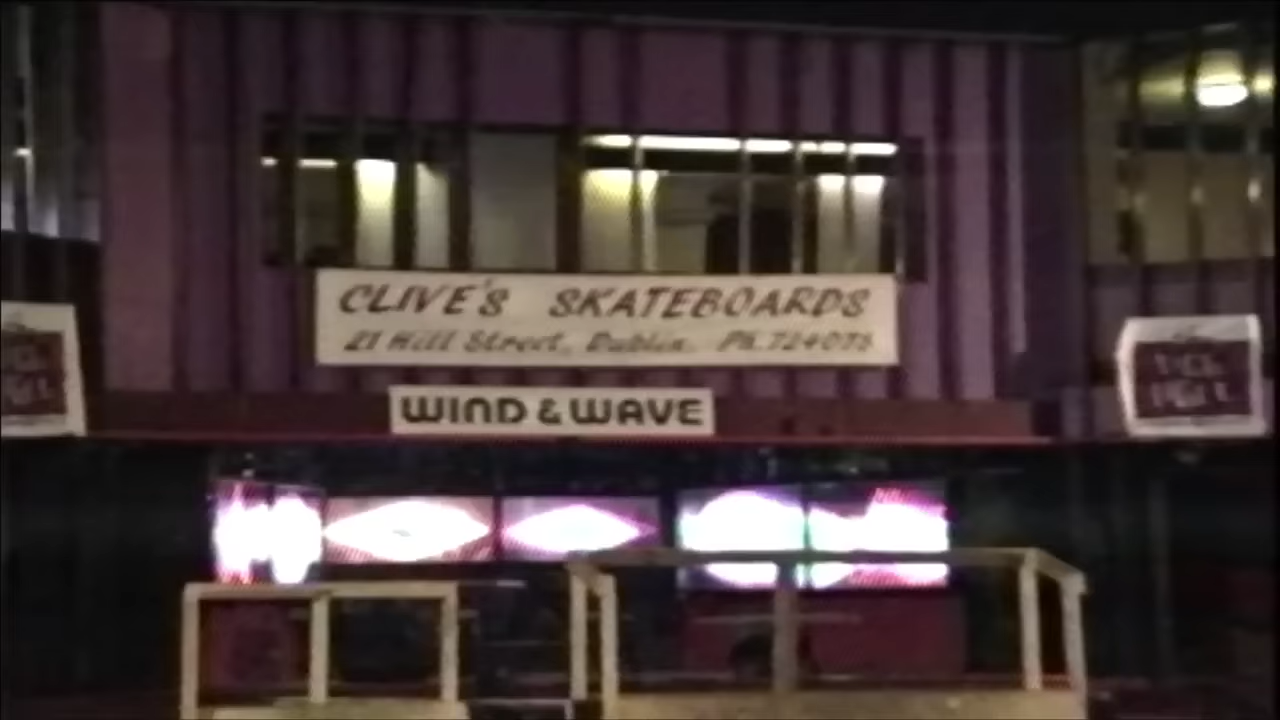 CLIVE'S SKATEBOARDS
21 Hill Street, Dublin. Ph. 724073
WIND & WAVE